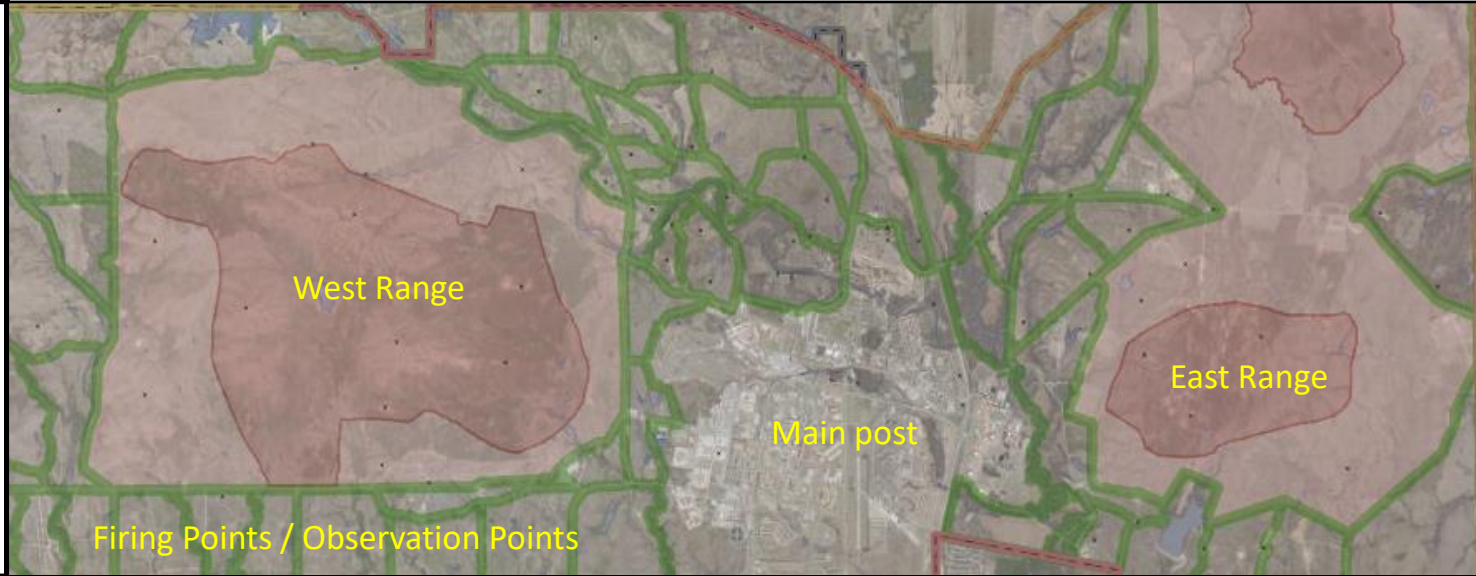 West Range
East Range
Main post
Firing Points / Observation Points